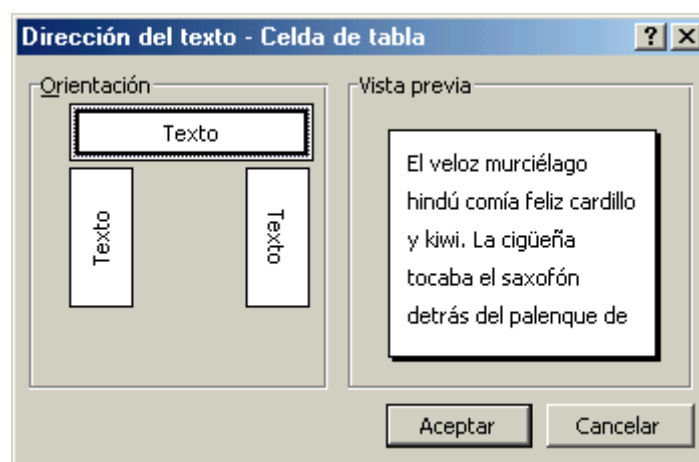 Dirección del texto - Celda de tabla
Orientación
Texto
Texto
Texto
Vista previa
El veloz murciélago
hindú comía feliz cardillo
y kiwi. La cigüeña
tocaba el saxofón
detrás del palenque de
Aceptar
Cancelar